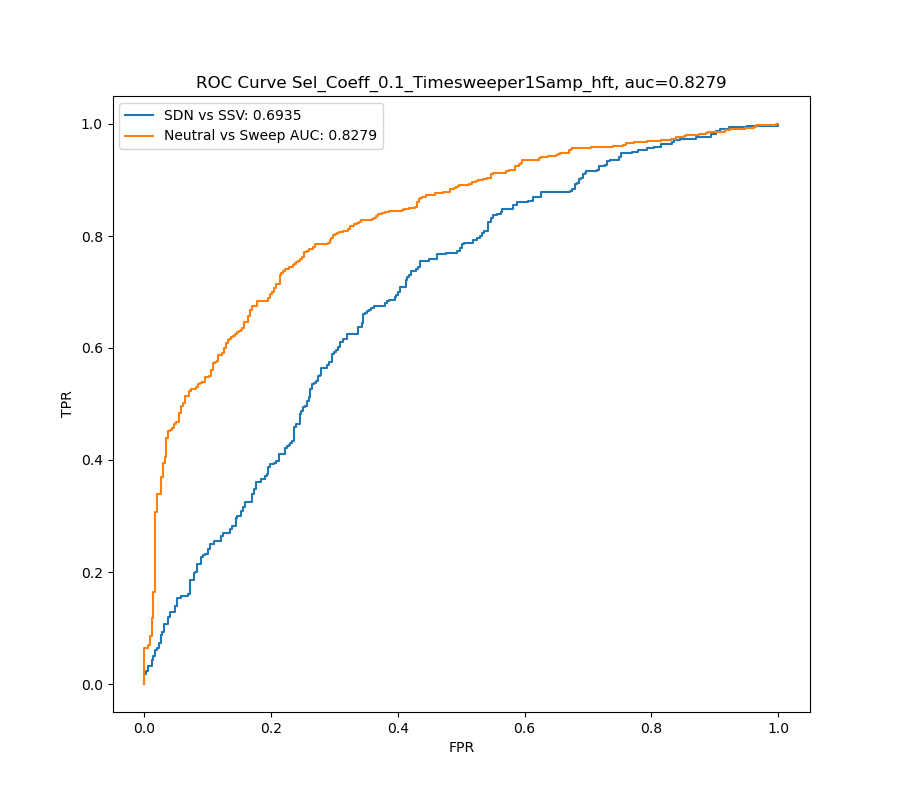 ROC Curve Sel_Coeff_0.1_Timesweeper1Samp_hft, auc=0.8279
SDN vs SSV: 0.6935
Neutral vs Sweep AUC: 0.8279
1.0
0.8
0.6
0.4
0.2
0.0
TPR
0.0 0.2 0.4 0.6 0.8 1.0
FPR